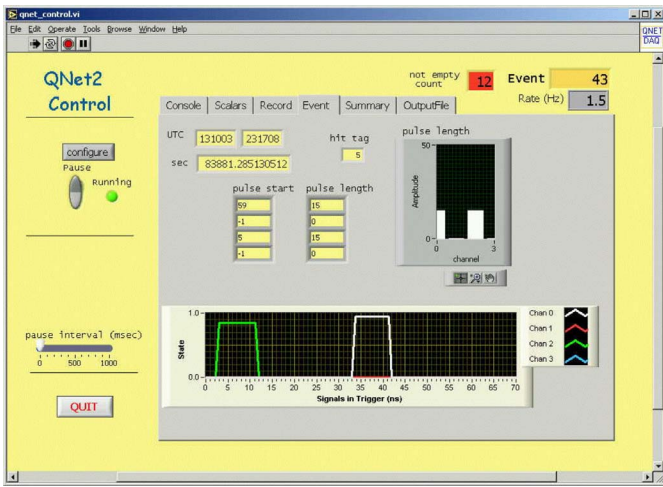 qnet_control.vi
File Edit Operate Tools Browse Window Help
QNET
DAQ
QNet2
Control
not empty
count
12
Event
43
Rate (Hz)
1.5
Console Scalars Record Event Summary OutputFile
configure
Pause
Running
UTC
131003
231708
sec
83881.285130512
hit tag
5
pulse start
pulse length
59
15
-1
0
5
15
-1
0
pulse length
50-
Amplitude
0-
0
3
channel
pause interval (msec)
0 500 1000
QUIT
1.0-
State
0.0-
0 5 10 15 20 25 30 35 40 45 50 55 60 65 70
Signals in Trigger (ns)
Chan 0
Chan 1
Chan 2
Chan 3